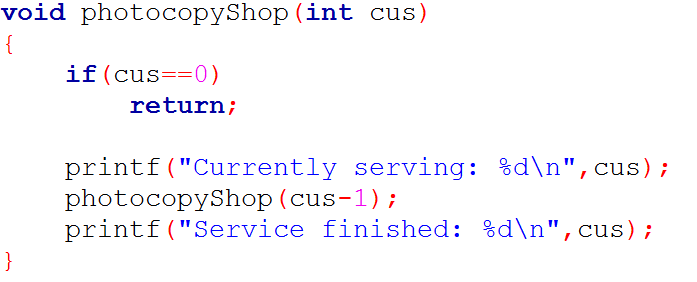 void photocopyShop(int cus)
{
    if(cus==0)
        return;

    printf("Currently serving: %d\n",cus);
    photocopyShop(cus-1);
    printf("Service finished: %d\n",cus);
}